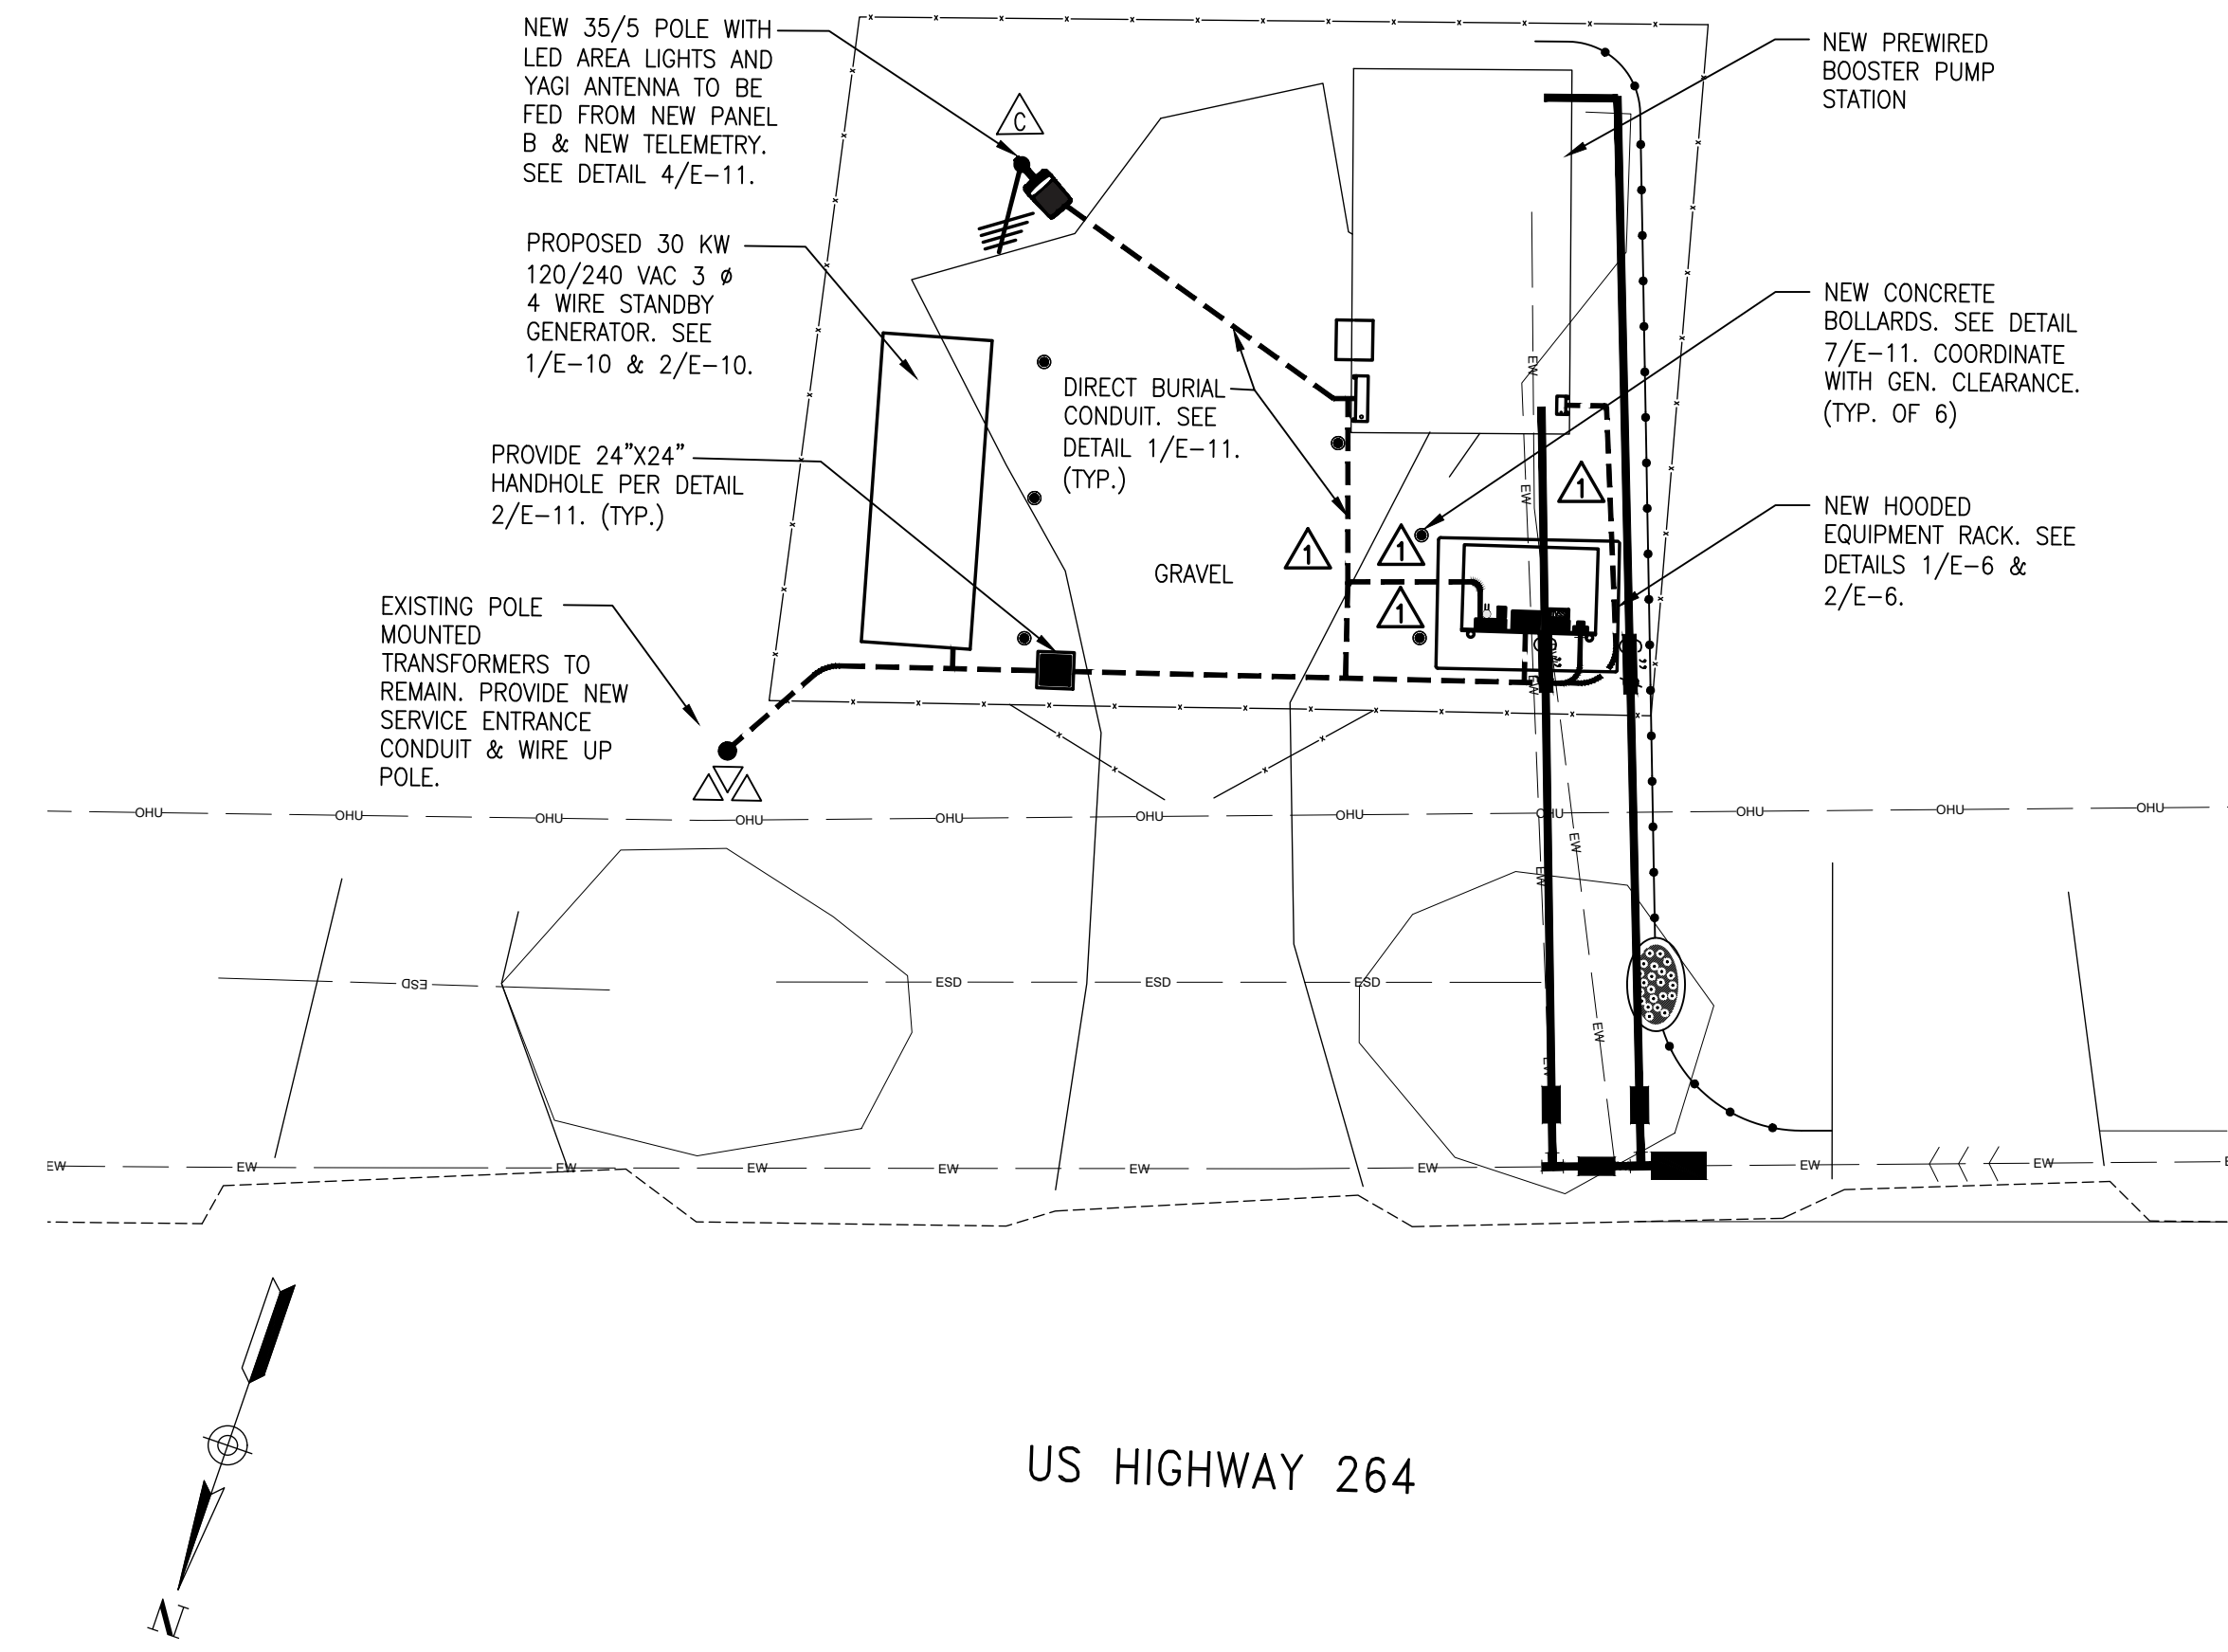 NEW 35/5 POLE WITH
LED AREA LIGHTS AND
YAGI ANTENNA TO BE
FED FROM NEW PANEL
B & NEW TELEMETRY.
SEE DETAIL 4/E-11.
C
NEW PREWIRED
BOOSTER PUMP
STATION
PROPOSED 30 KW
120/240 VAC 3 ϕ
4 WIRE STANDBY
GENERATOR. SEE
1/E-10 & 2/E-10.
NEW CONCRETE
BOLLARDS. SEE DETAIL
7/E-11. COORDINATE
WITH GEN. CLEARANCE.
(TYP. OF 6)
DIRECT BURIAL
CONDUIT. SEE
DETAIL 1/E-11.
(TYP.)
PROVIDE 24"X24"
HANDHOLE PER DETAIL
2/E-11. (TYP.)
NEW HOODED
EQUIPMENT RACK. SEE
DETAILS 1/E-6 &
2/E-6.
GRAVEL
1
1
1
1
EW
EW
EW
EXISTING POLE
MOUNTED
TRANSFORMERS TO
REMAIN. PROVIDE NEW
SERVICE ENTRANCE
CONDUIT & WIRE UP
POLE.
OHU OHU OHU OHU OHU OHU OHU OHU OHU OHU OHU
EW
EW
EW
EW
ESD ESD ESD ESD
EW EW EW EW EW EW EW EW EW
US HIGHWAY 264
N